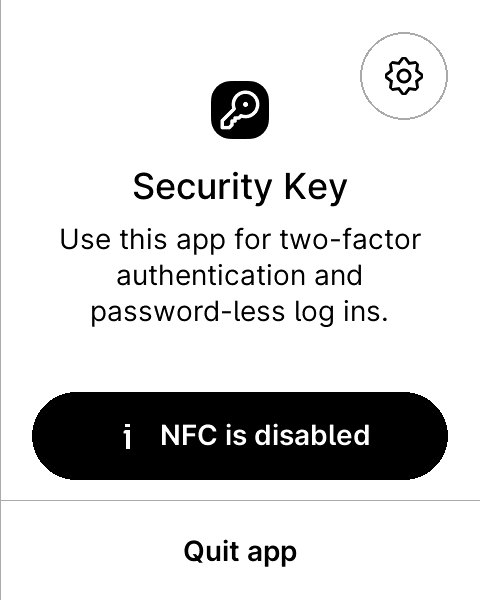 Security Key
Use this app for two-factor
authentication and
password-less log ins.
i NFC is disabled
Quit app